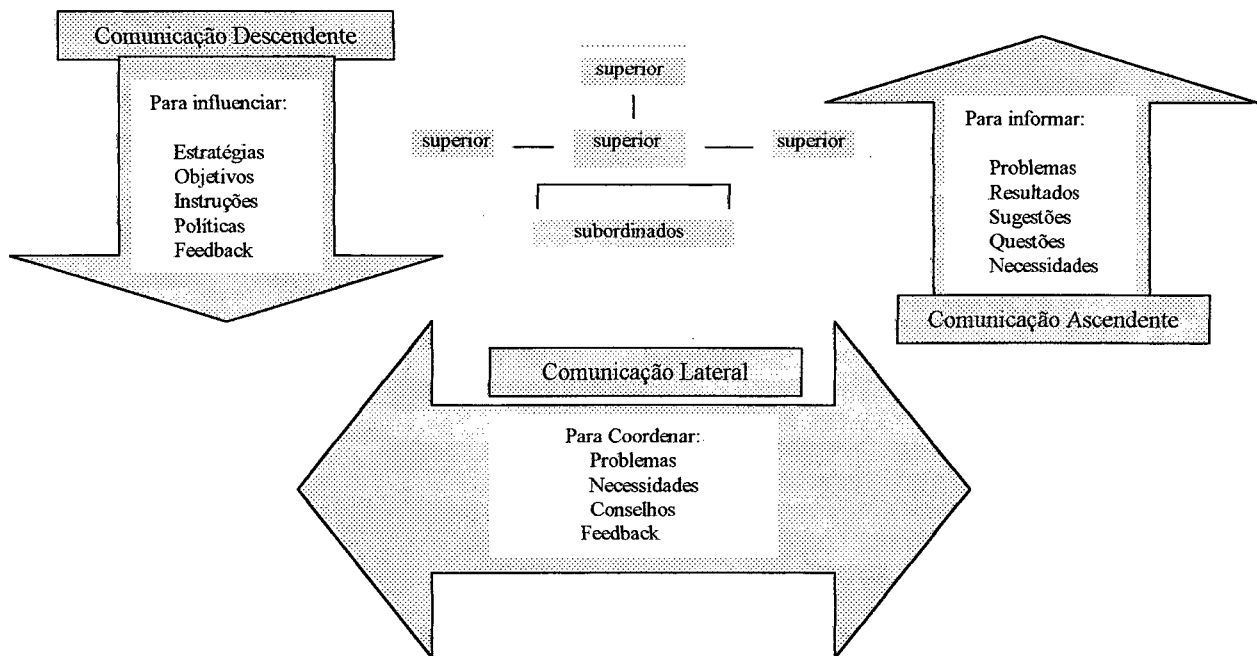 Comunicação Descendente
Para influenciar:
Estratégias
Objetivos
Instruções
Políticas
Feedback
superior
superior
superior
superior
subordinados
Para informar:
Problemas
Resultados
Sugestões
Questões
Necessidades
Comunicação Ascendente
Comunicação Lateral
Para Coordenar:
Problemas
Necessidades
Conselhos
Feedback